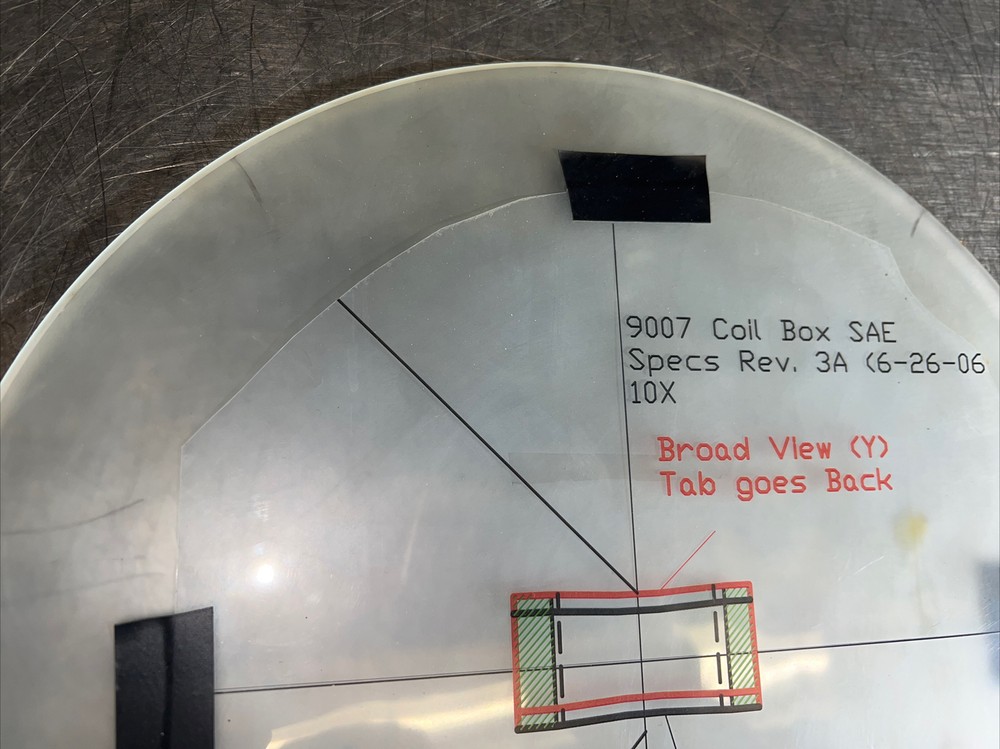 9007 Coil Box SAE
Specs Rev. 3A (6-26-06
10X
Broad View (Y)
Tab goes Back